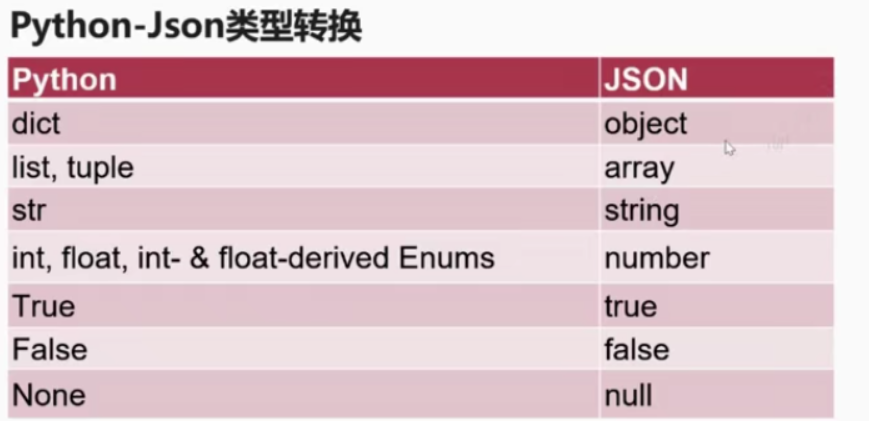 Python-Json类型转换
Python JSON
dict object
list, tuple array
str string
int, float, int- & float-derived Enums number
True true
False false
None null